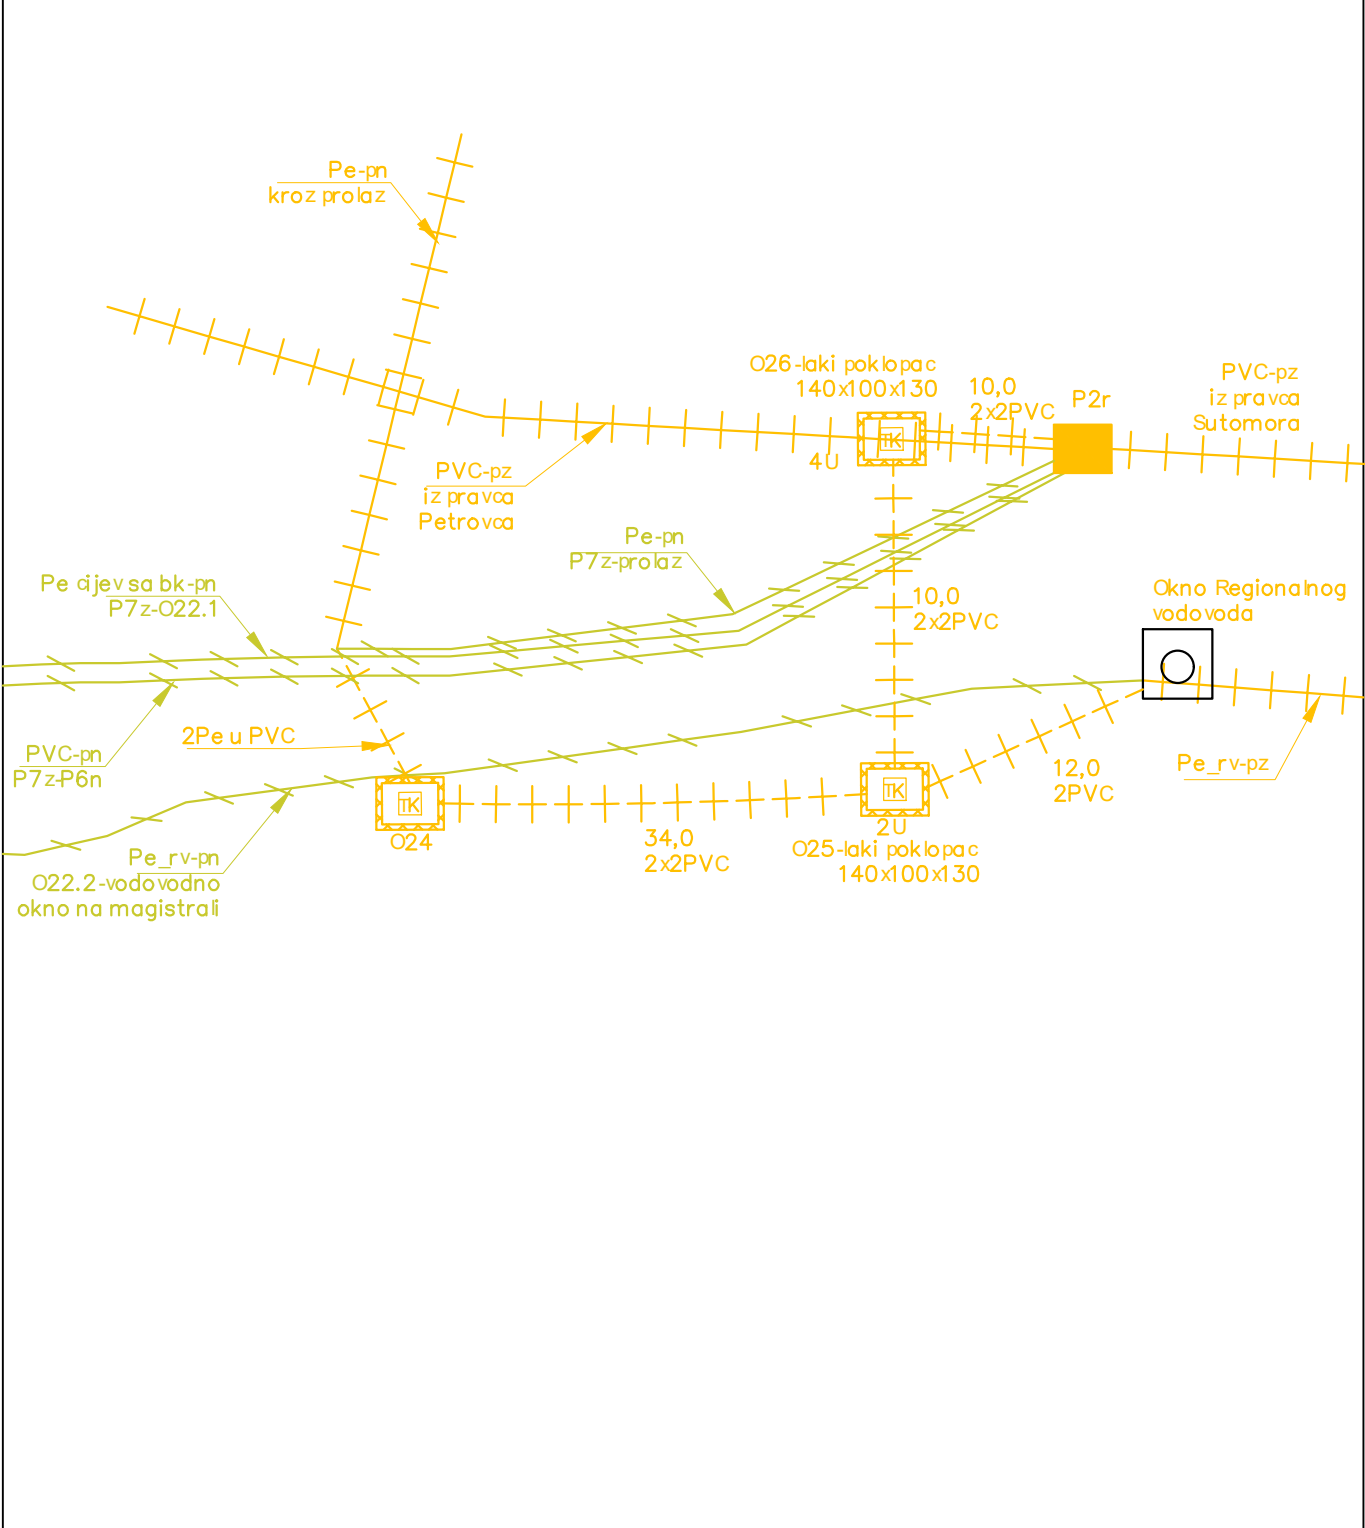 Pe-pn
kroz prolaz
O26-laki poklopac
140x100x130
10,0
2x2PVC
P2r
PVC-pz
iz pravca
Sutomora
TK
4U
PVC-pz
iz pravca
Petrovca
Pe-pn
P7z-prolaz
Pe cijev sa bk-pn
P7z-O22.1
10,0
2x2PVC
Okno Regionalnog
vodovoda
2Pe u PVC
PVC-pn
P7z-P6n
Pe_rv-pz
12,0
2PVC
TK
TK
O24
34,0
2x2PVC
2U
O25-laki poklopac
140x100x130
Pe_rv-pn
O22.2-vodovodno
okno na magistrali